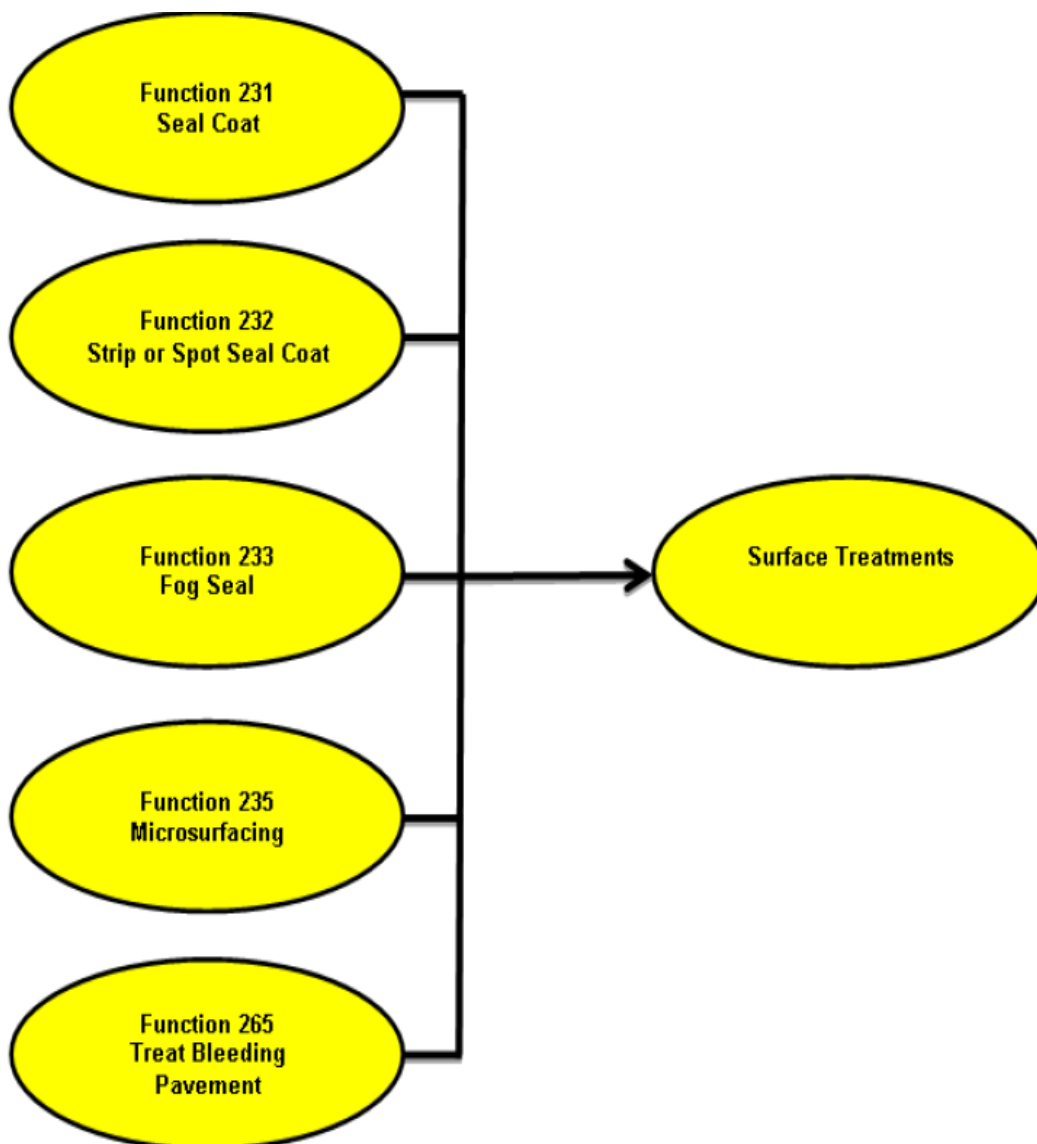 Function 231
Seal Coat
Function 232
Strip or Spot Seal Coat
Function 233
Fog Seal
Surface Treatments
Function 235
Microsurfacing
Function 265
Treat Bleeding
Pavement